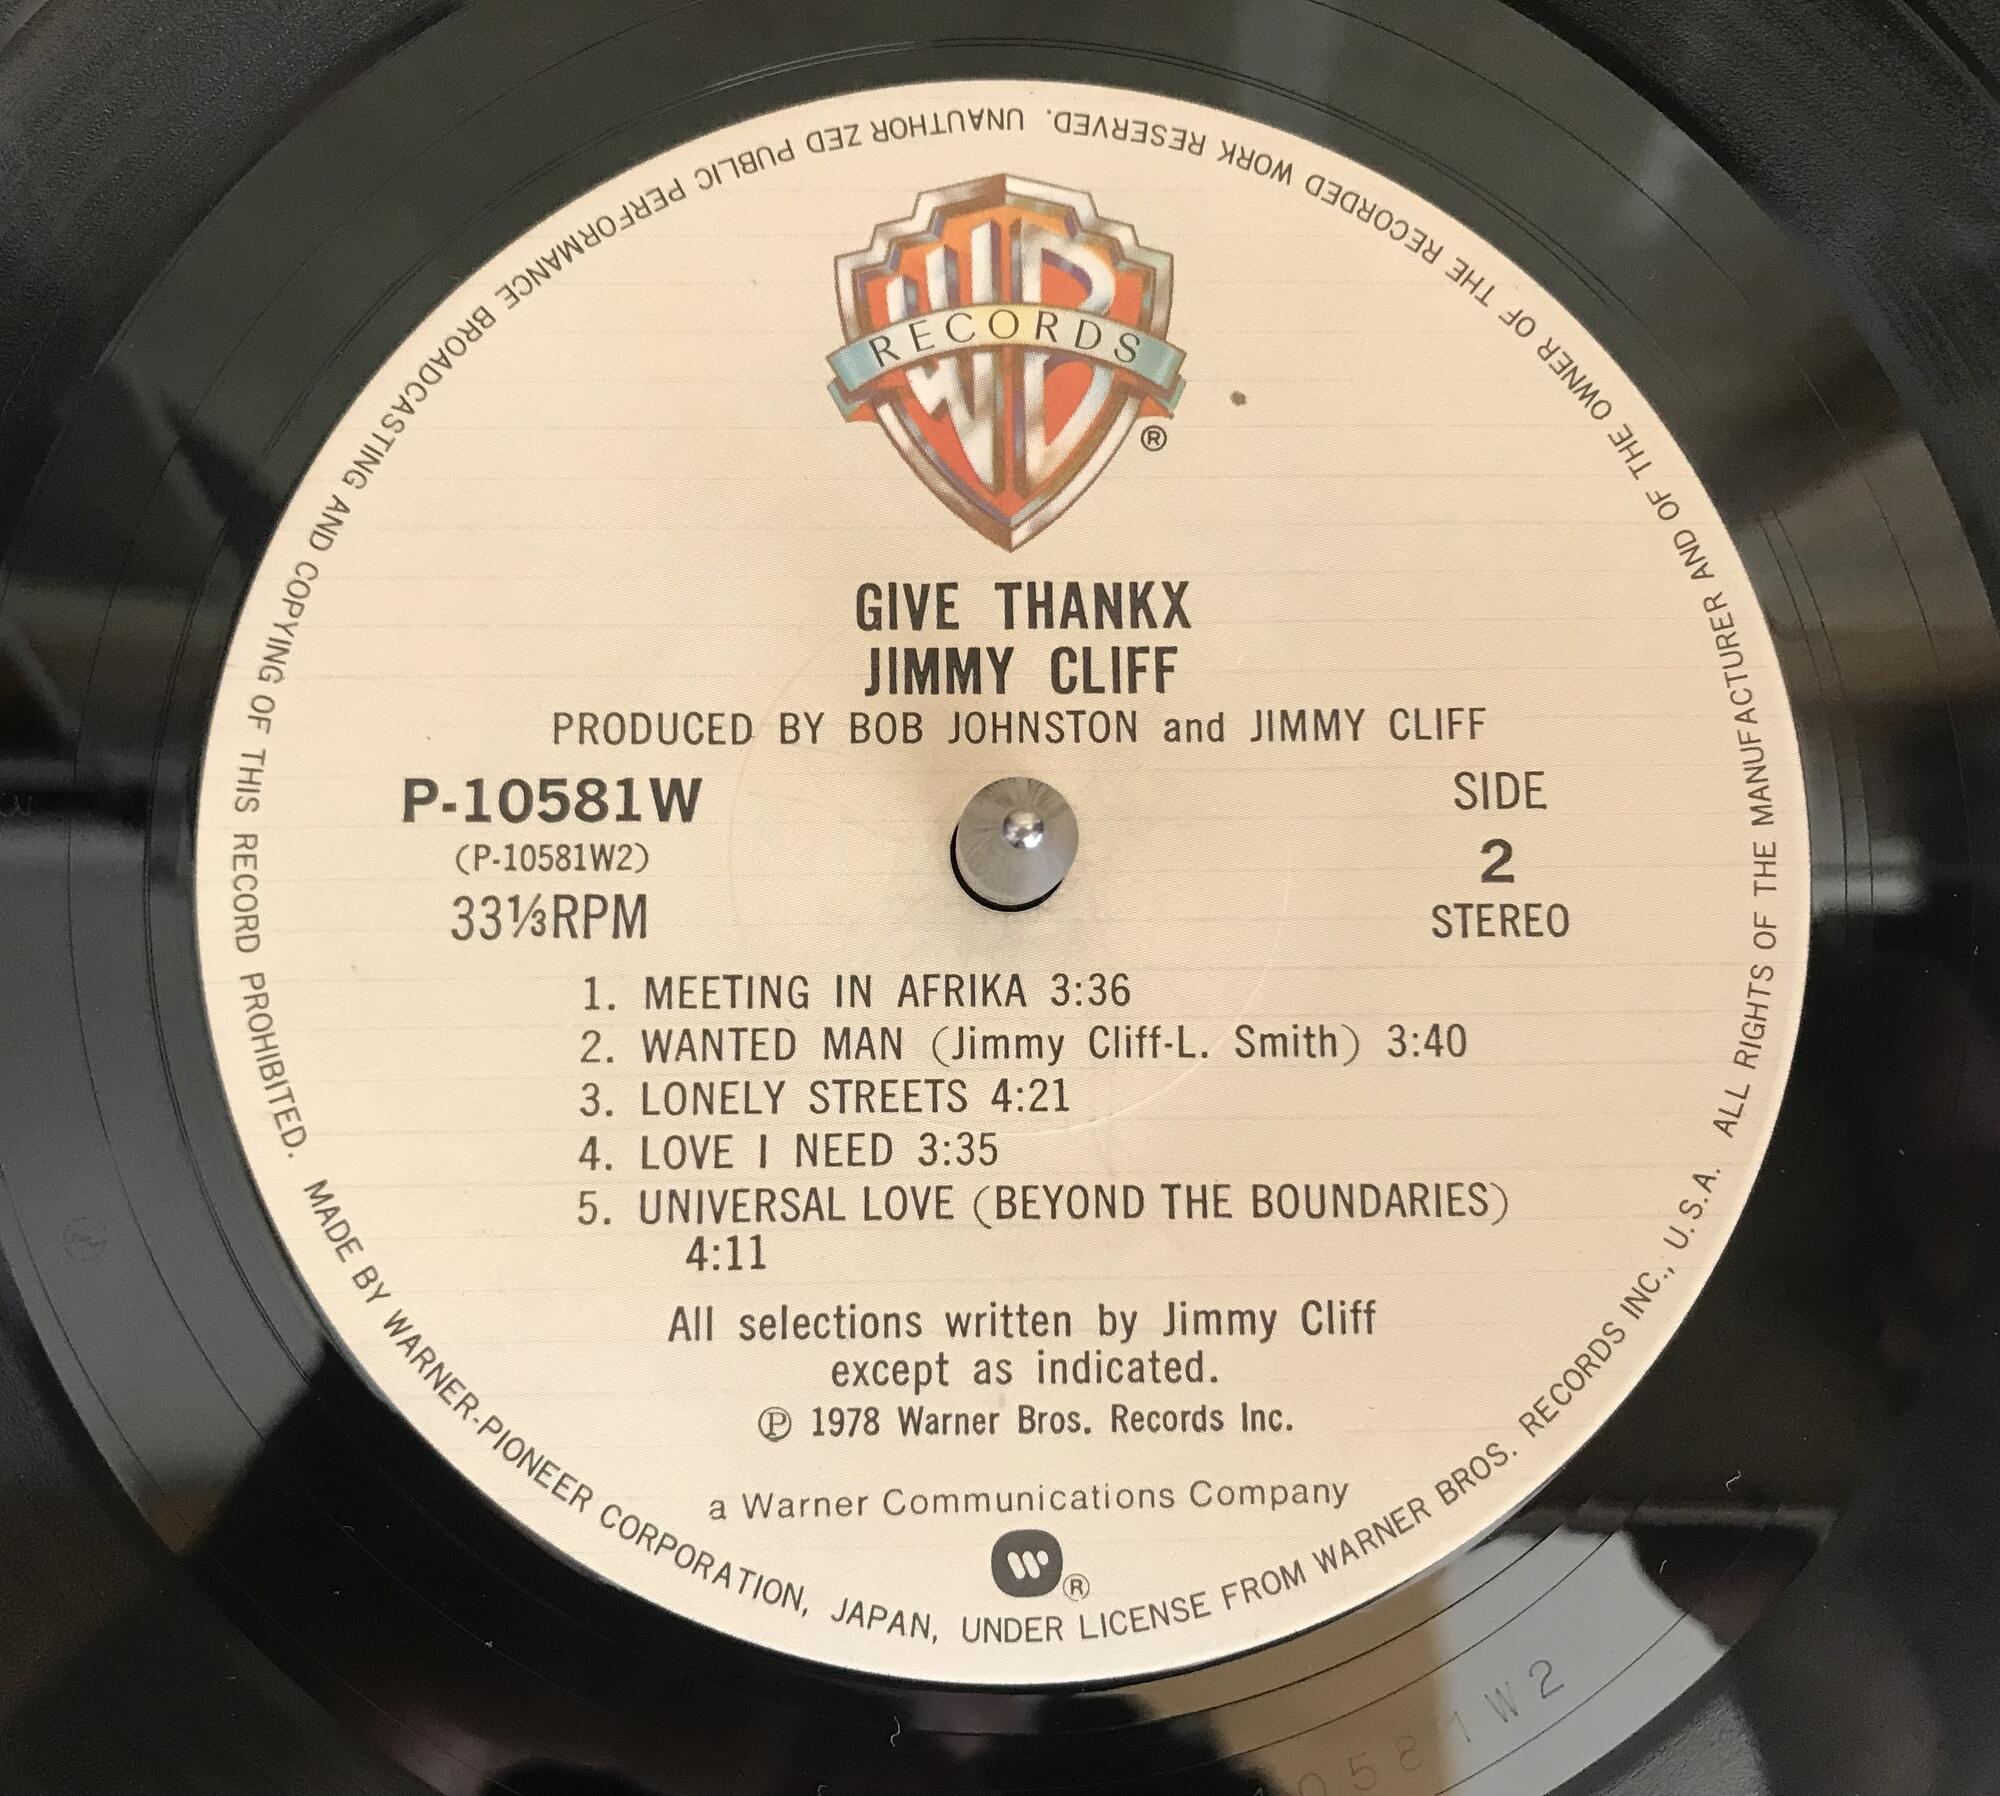 WB
RECORDS
®
GIVE THANKX
JIMMY CLIFF
PRODUCED BY BOB JOHNSTON and JIMMY CLIFF
P-10581W
(P-10581W2)
33⅓RPM
SIDE
2
STEREO
1. MEETING IN AFRIKA 3:36
2. WANTED MAN (Jimmy Cliff-L. Smith) 3:40
3. LONELY STREETS 4:21
4. LOVE I NEED 3:35
5. UNIVERSAL LOVE (BEYOND THE BOUNDARIES)
4:11
All selections written by Jimmy Cliff
except as indicated.
Ⓟ 1978 Warner Bros. Records Inc.
a Warner Communications Company
W®
MADE BY WARNER-PIONEER CORPORATION, JAPAN, UNDER LICENSE FROM WARNER BROS. RECORDS INC., U.S.A. ALL RIGHTS OF THE MANUFACTURER AND OF THE OWNER OF THE RECORDED WORK RESERVED. UNAUTHOR ZED PUBLIC PERFORMANCE BROADCASTING AND COPYING OF THIS RECORD PROHIBITED.
0581W2